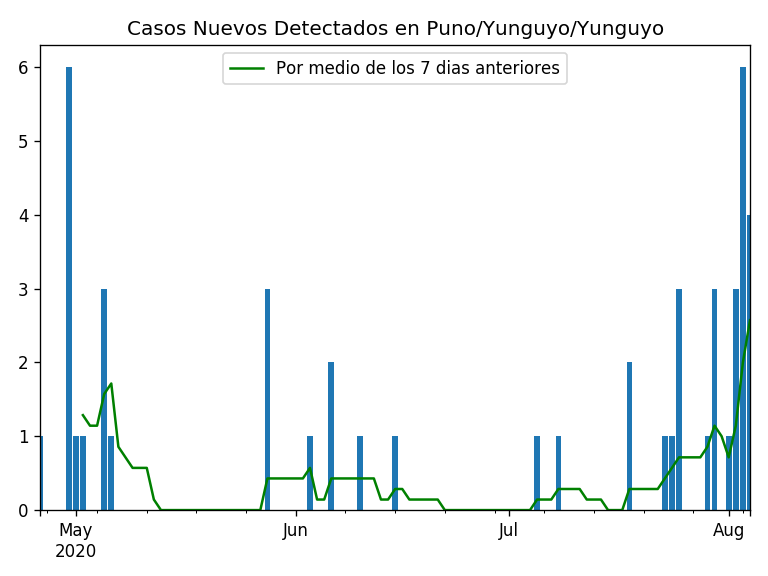 Casos Nuevos Detectados en Puno/Yunguyo/Yunguyo
Por medio de los 7 dias anteriores
6
5
4
3
2
1
0
May Jun Jul Aug
2020